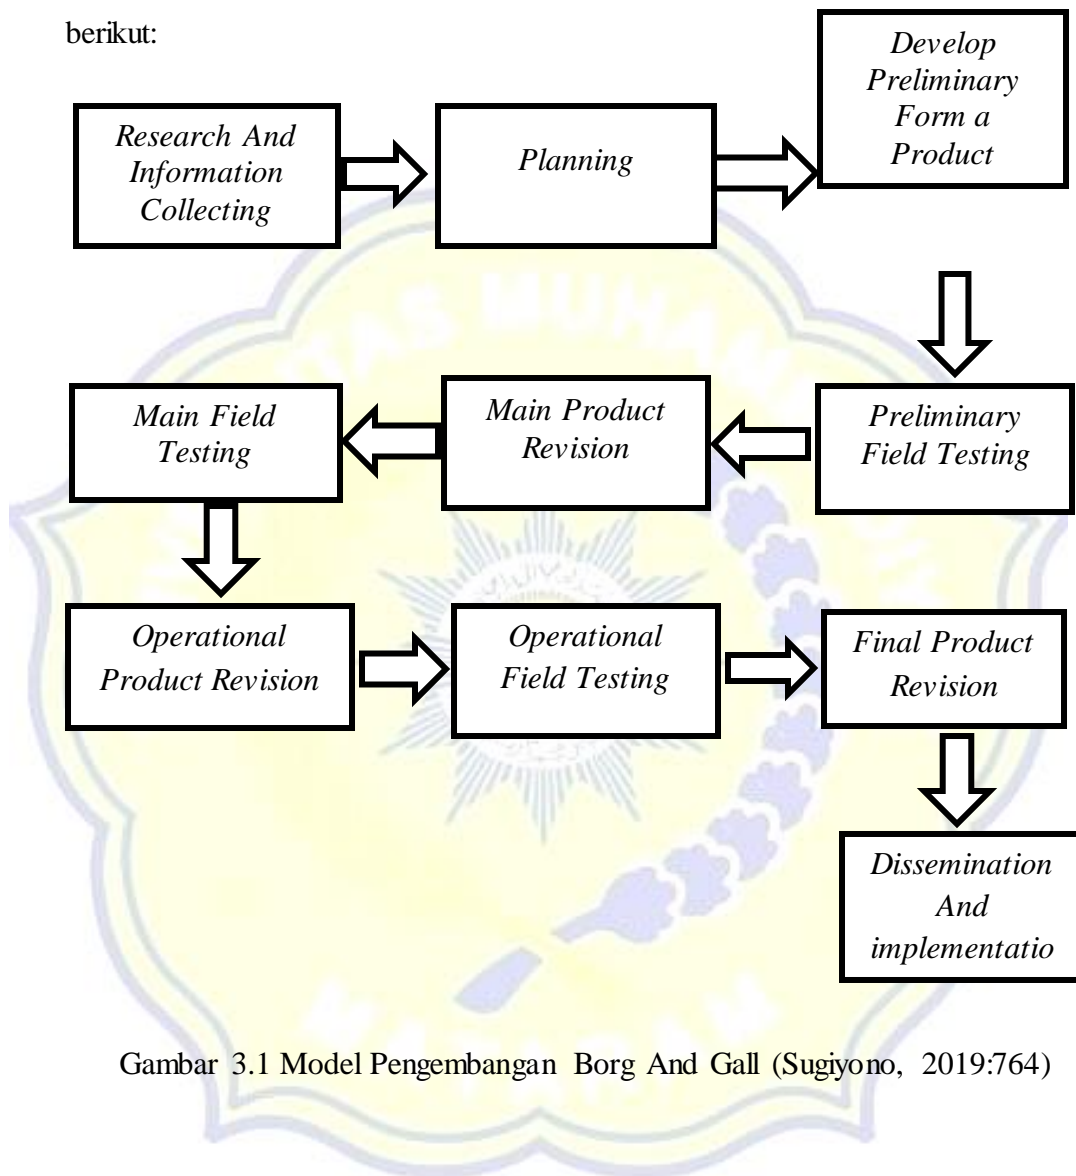 berikut:
Develop
Preliminary
Form a
Product
Research And
Information
Collecting
Planning
Main Field
Testing
Main Product
Revision
Preliminary
Field Testing
Operational
Product Revision
Operational
Field Testing
Final Product
Revision
Dissemination
And
implementatio
MATARAM
Gambar 3.1 Model Pengembangan Borg And Gall (Sugiyono, 2019:764)